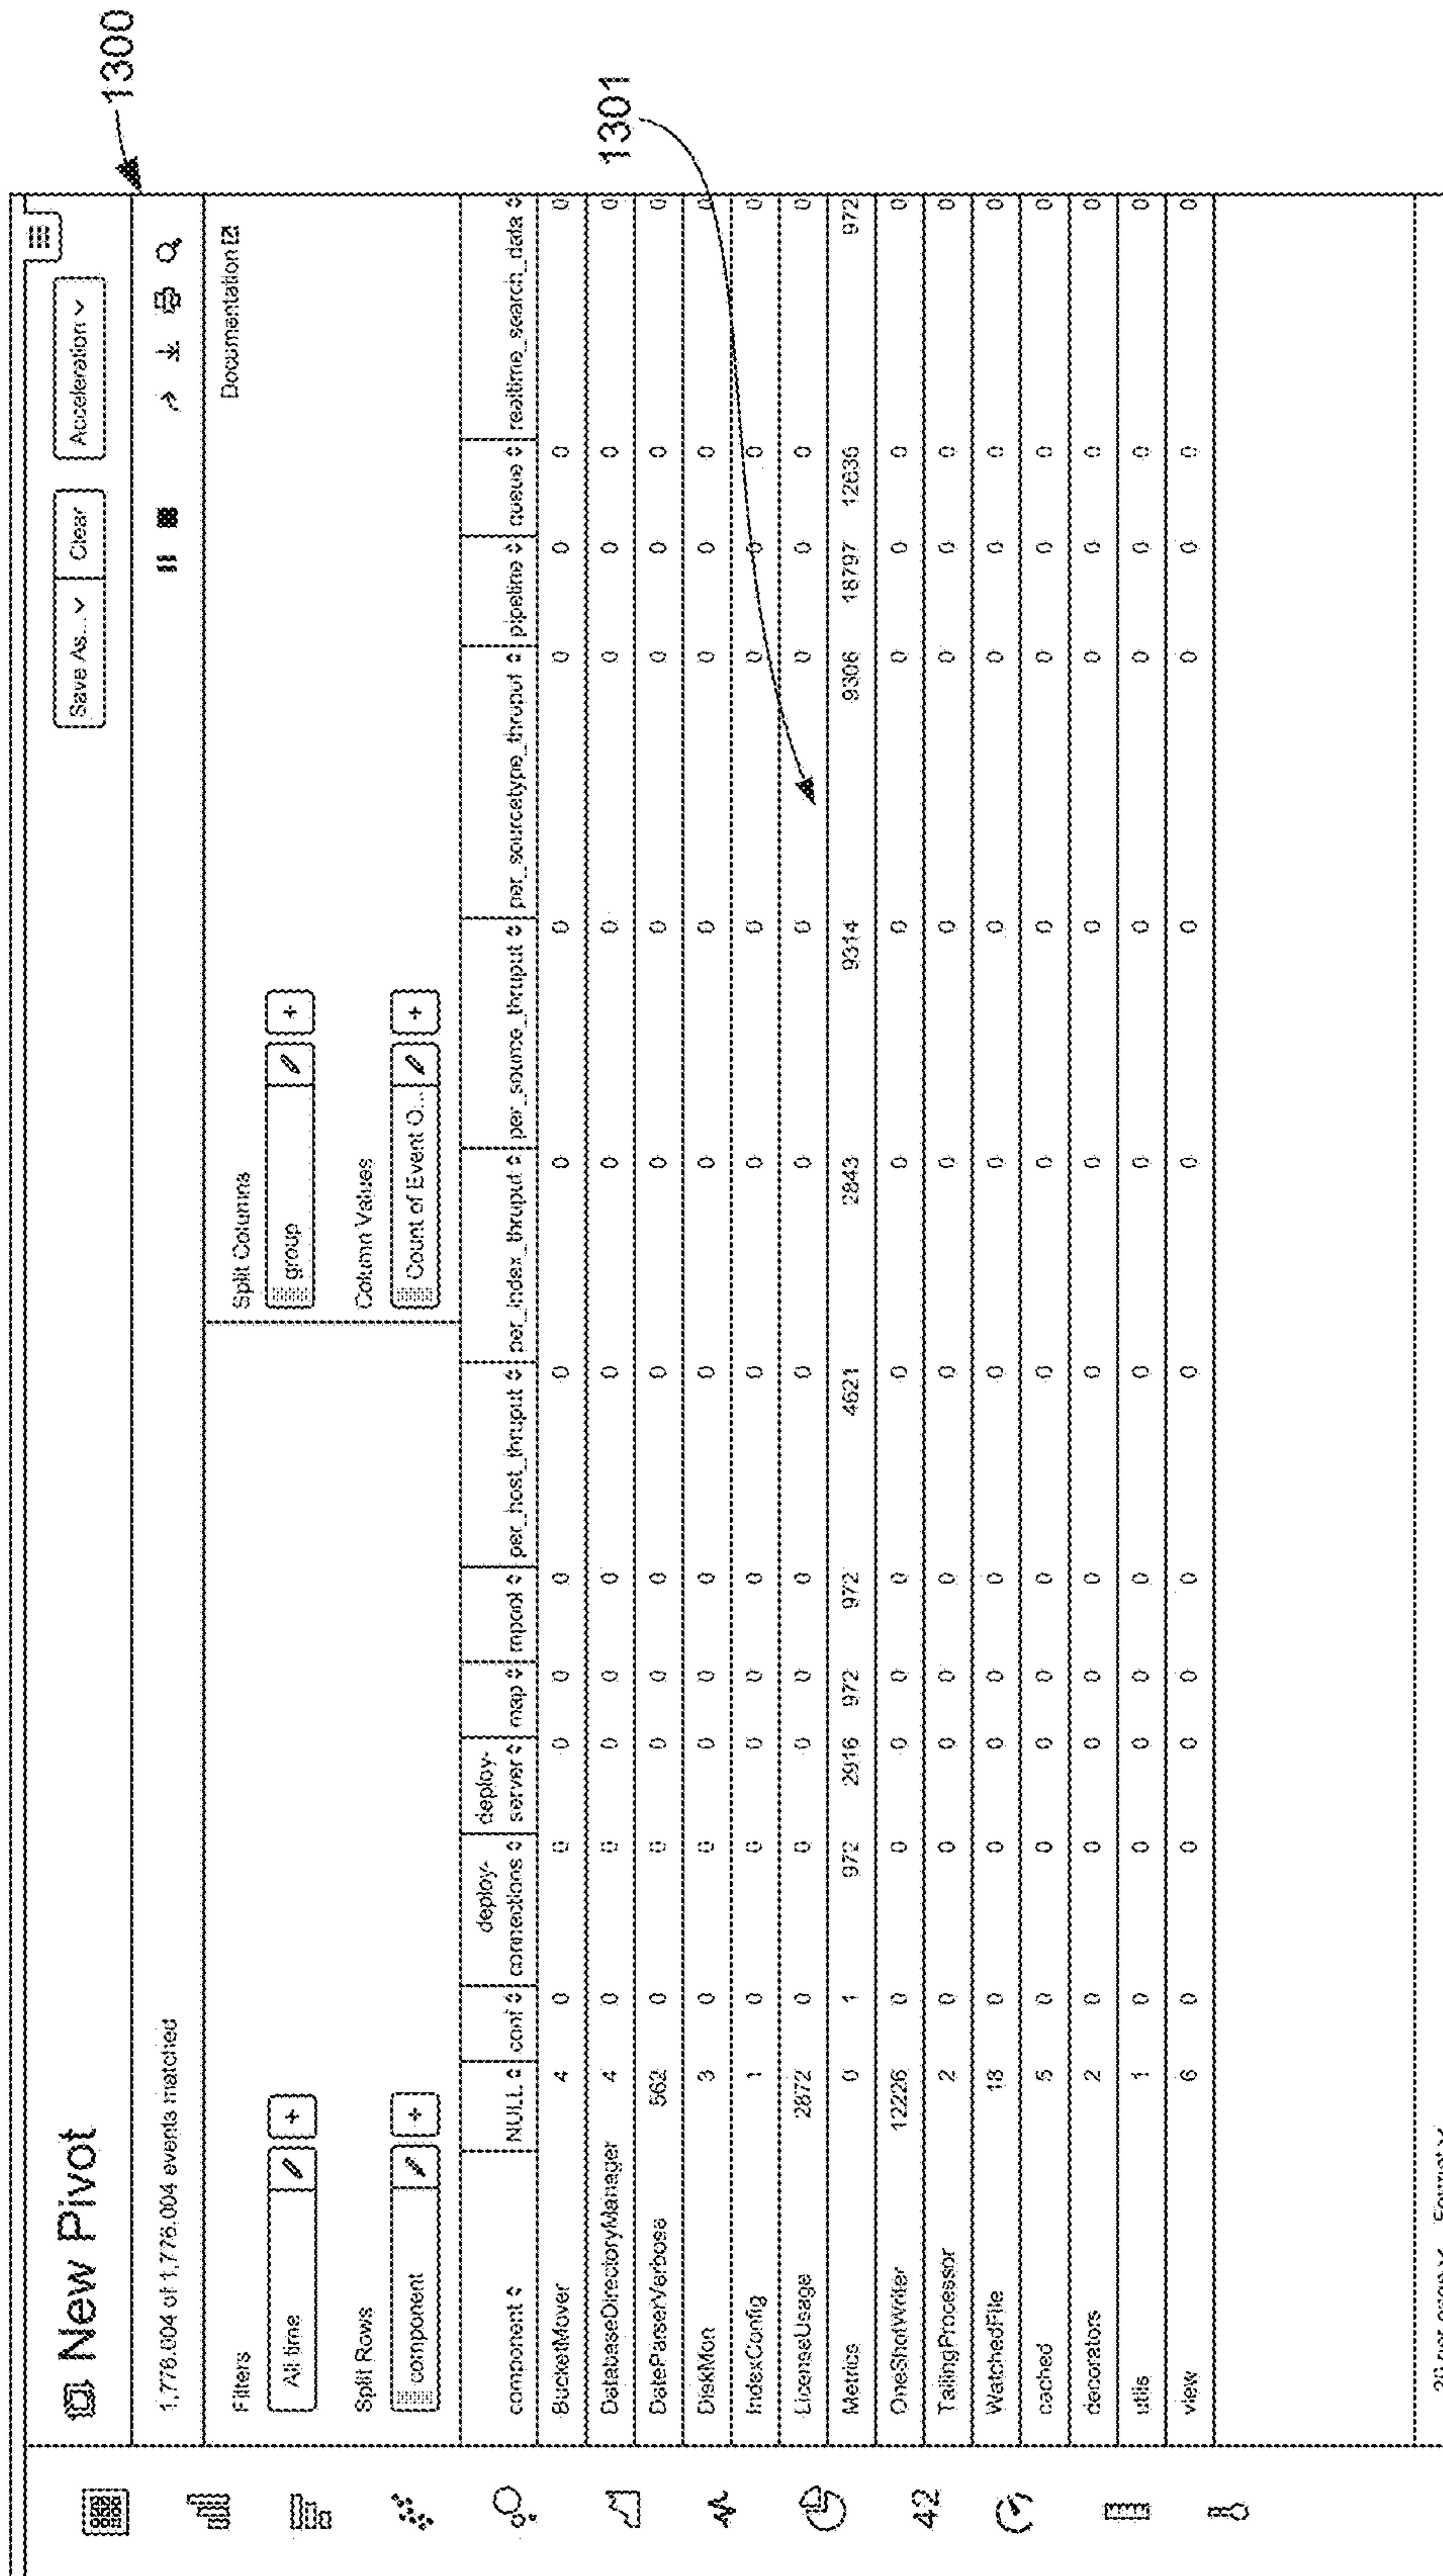 1300
New Pivot
Save As... Clear Acceleration
1,776,004 of 1,776,004 events matched
Filters Split Columns Documentation
All time + group +
Split Rows Column Values
component + Count of Event O... +
component NULL conf deploy-connections deploy-server map mpool per_host_thruput per_index_thruput per_source_thruput per_sourcetype_thruput pipeline queue realtime_search_data
BucketMover 4 0 0 0 0 0 0 0 0 0 0 0 0
DatabaseDirectoryManager 4 0 0 0 0 0 0 0 0 0 0 0 0
DateParserVerbose 562 0 0 0 0 0 0 0 0 0 0 0 0
DiskMon 3 0 0 0 0 0 0 0 0 0 0 0 0
IndexConfig 1 0 0 0 0 0 0 0 0 0 0 0 0
LicenseUsage 2872 0 0 0 0 0 0 0 0 0 0 0 0
Metrics 0 1 972 2916 972 972 4621 2843 9314 9306 18797 12636 972
OneShotWriter 12226 0 0 0 0 0 0 0 0 0 0 0 0
TailingProcessor 2 0 0 0 0 0 0 0 0 0 0 0 0
WatchedFile 18 0 0 0 0 0 0 0 0 0 0 0 0
cached 5 0 0 0 0 0 0 0 0 0 0 0 0
decorators 2 0 0 0 0 0 0 0 0 0 0 0 0
utils 1 0 0 0 0 0 0 0 0 0 0 0 0
view 6 0 0 0 0 0 0 0 0 0 0 0 0
42
1301